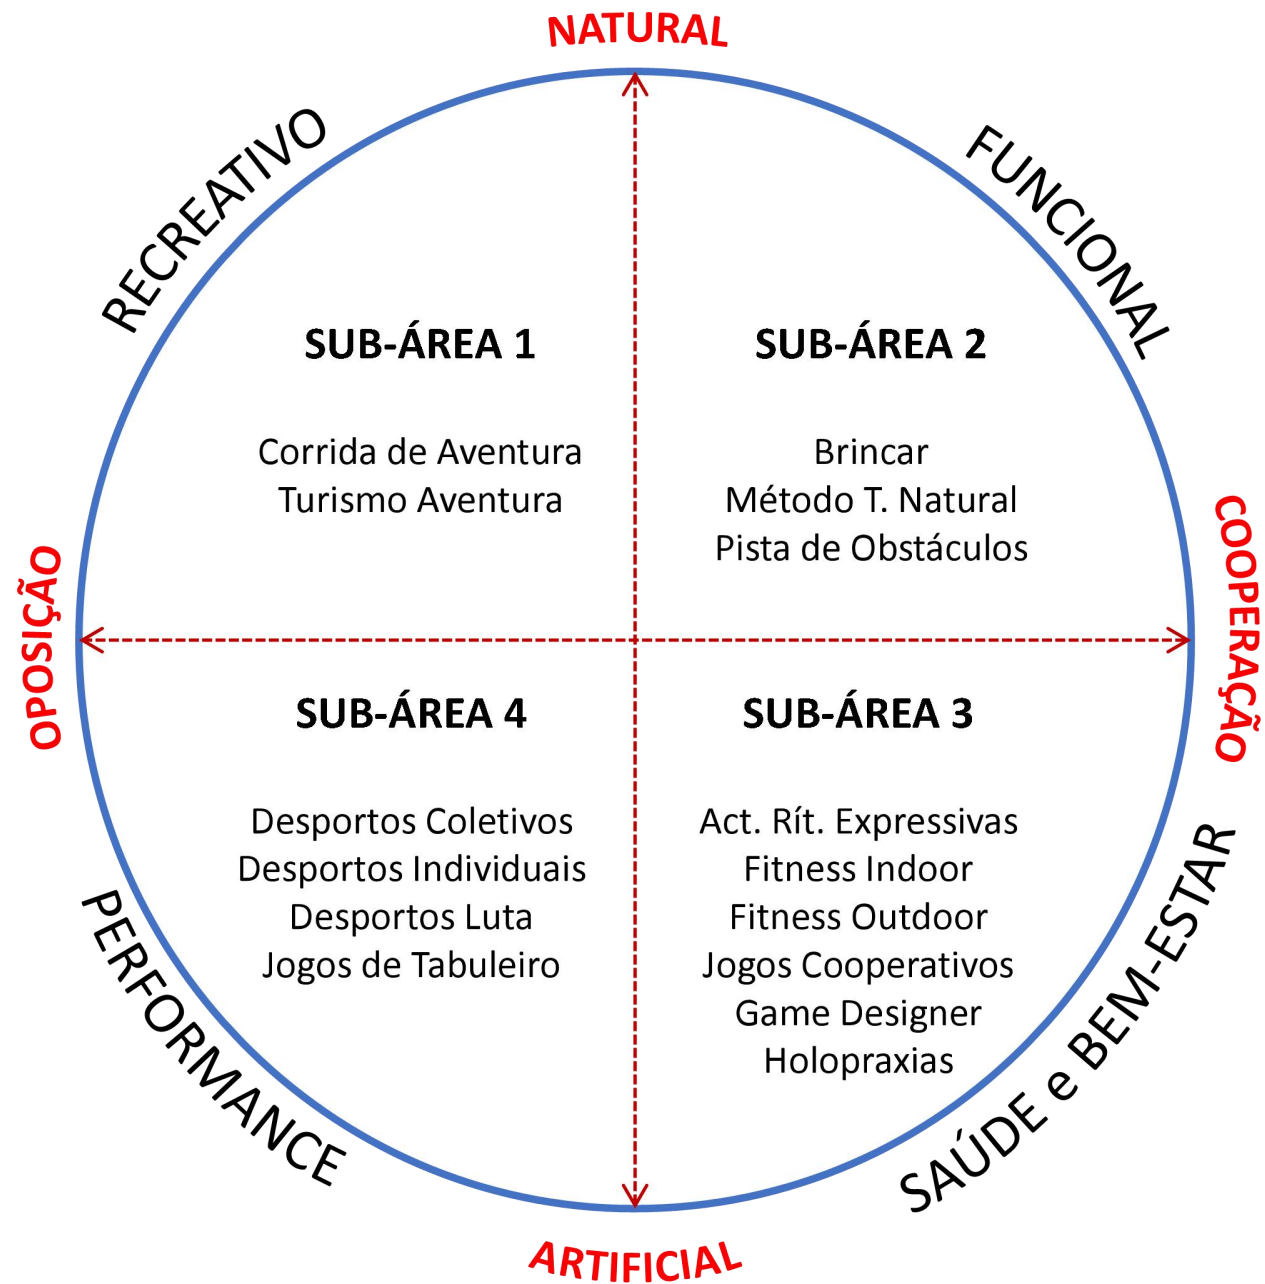 NATURAL
RECREATIVO
FUNCIONAL
SUB-ÁREA 1
Corrida de Aventura
Turismo Aventura
SUB-ÁREA 2
Brincar
Método T. Natural
Pista de Obstáculos
OPOSIÇÃO
COOPERAÇÃO
SUB-ÁREA 4
Desportos Coletivos
Desportos Individuais
Desportos Luta
Jogos de Tabuleiro
SUB-ÁREA 3
Act. Rít. Expressivas
Fitness Indoor
Fitness Outdoor
Jogos Cooperativos
Game Designer
Holopraxias
PERFORMANCE
SAÚDE e BEM-ESTAR
ARTIFICIAL